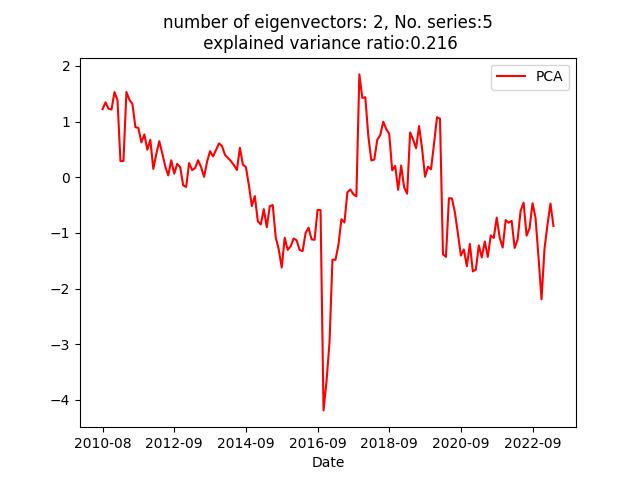 number of eigenvectors: 2, No. series:5
explained variance ratio:0.216
PCA
2
1
0
−1
−2
−3
−4
2010-08 2012-09 2014-09 2016-09 2018-09 2020-09 2022-09
Date